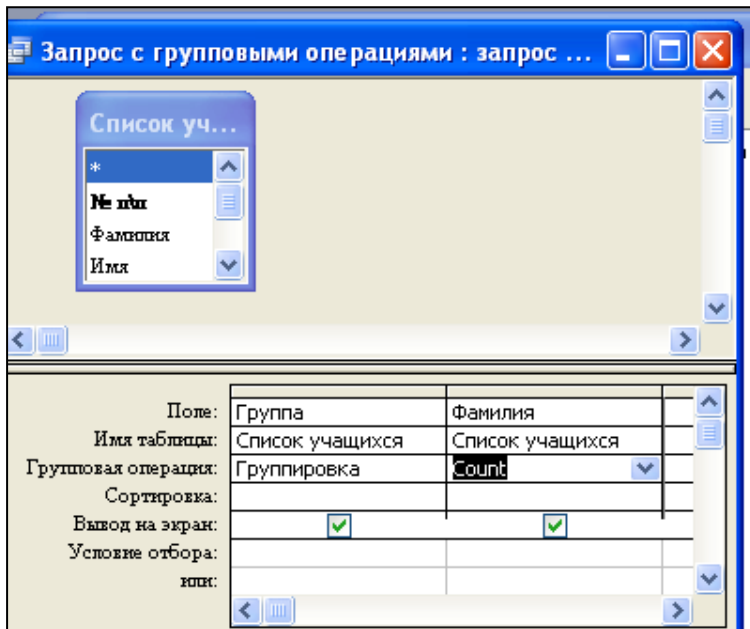 Запрос с групповыми операциями : запрос ...
Список уч...
*
№ п\п
Фамилия
Имя
Поле: Группа Фамилия
Имя таблицы: Список учащихся Список учащихся
Групповая операция: Группировка Count
Сортировка:
Вывод на экран:
Условие отбора:
или: